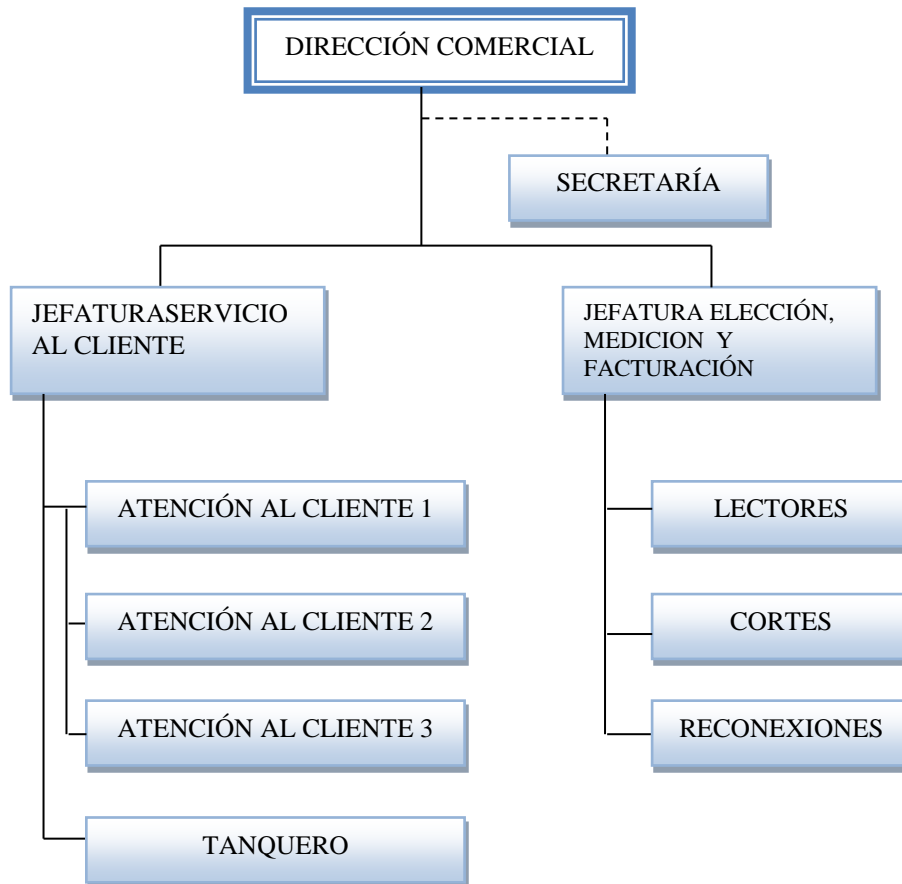 DIRECCIÓN COMERCIAL
SECRETARÍA
JEFATURASERVICIO
AL CLIENTE
JEFATURA ELECCIÓN,
MEDICION Y
FACTURACIÓN
ATENCIÓN AL CLIENTE 1
ATENCIÓN AL CLIENTE 2
ATENCIÓN AL CLIENTE 3
TANQUERO
LECTORES
CORTES
RECONEXIONES